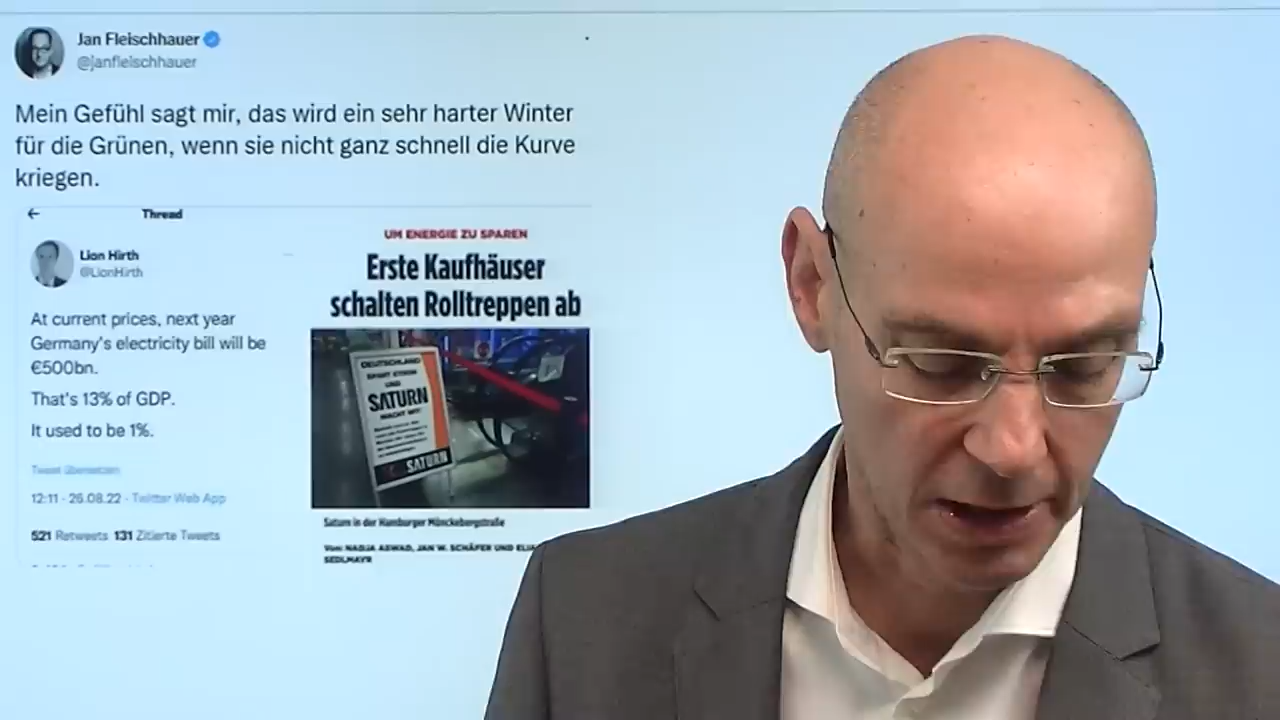 Jan Fleischhauer
@janfleischhauer
Mein Gefühl sagt mir, das wird ein sehr harter Winter
für die Grünen, wenn sie nicht ganz schnell die Kurve
kriegen.
Thread
Lion Hirth
@LionHirth
At current prices, next year
Germany's electricity bill will be
€500bn.
That's 13% of GDP.
It used to be 1%.
Tweet übersetzen
12:11 · 26.08.22 · Twitter Web App
521 Retweets 131 Zitierte Tweets
UM ENERGIE ZU SPAREN
Erste Kaufhäuser
schalten Rolltreppen ab
DEUTSCHLAND
SPART STROM
UND
SATURN
MACHT MIT!
SATURN
Saturn in der Hamburger Mönckebergstraße
Von: NADJA ASWAD, JAN W. SCHÄFER UND
SEDLMAYR